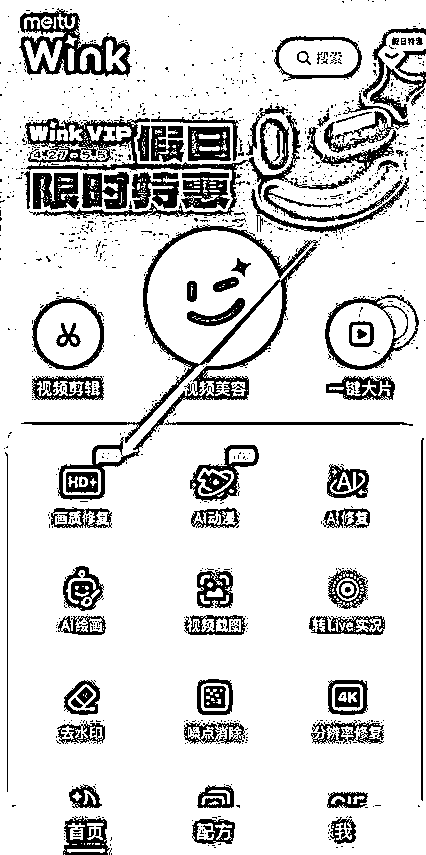 meitu
Wink
搜索
假日特惠
Wink VIP 假日
4.27-5.5
限时特惠
视频剪辑
视频美容
一键大片
HD+
画质修复
AI动漫
AI
AI修复
AI绘画
视频截图
转Live实况
去水印
噪点消除
4K
分辨率修复
首页
配方
我